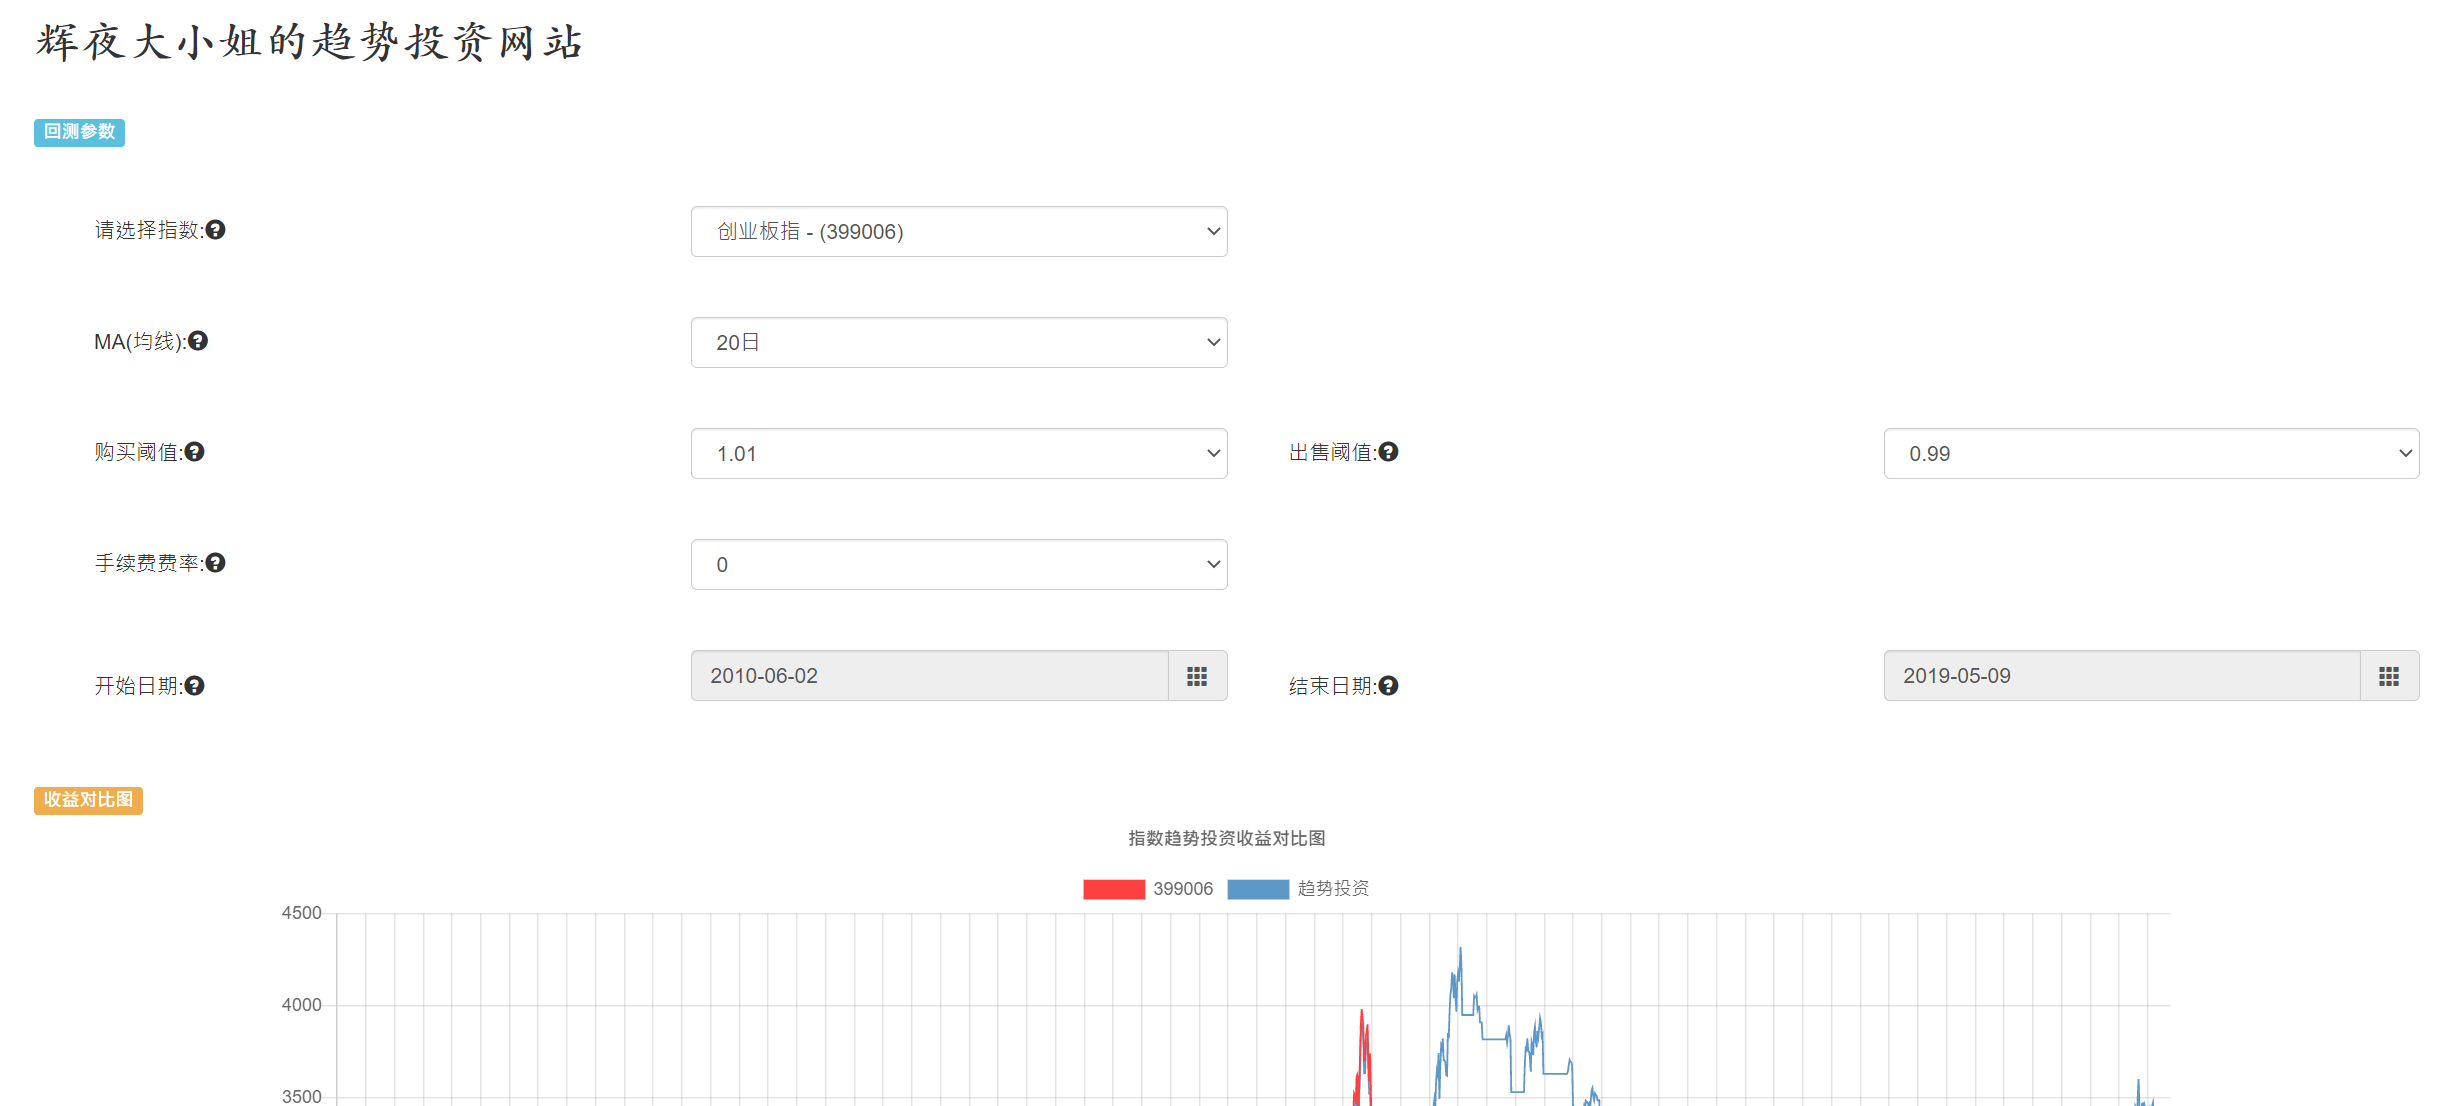 辉夜大小姐的趋势投资网站
回测参数
请选择指数:
创业板指 - (399006)
MA(均线):
20日
购买阈值:
1.01
出售阈值:
0.99
手续费费率:
0
开始日期:
2010-06-02
结束日期:
2019-05-09
收益对比图
指数趋势投资收益对比图
399006 趋势投资
4500
4000
3500